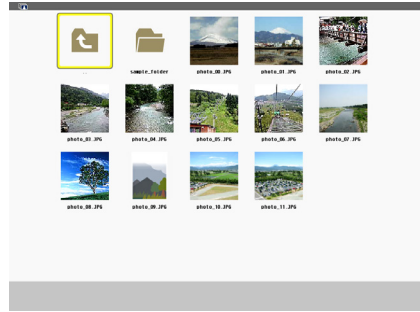 ..
sample_folder
photo_00.JPG
photo_01.JPG
photo_02.JPG
photo_03.JPG
photo_04.JPG
photo_05.JPG
photo_06.JPG
photo_07.JPG
photo_08.JPG
photo_09.JPG
photo_10.JPG
photo_11.JPG